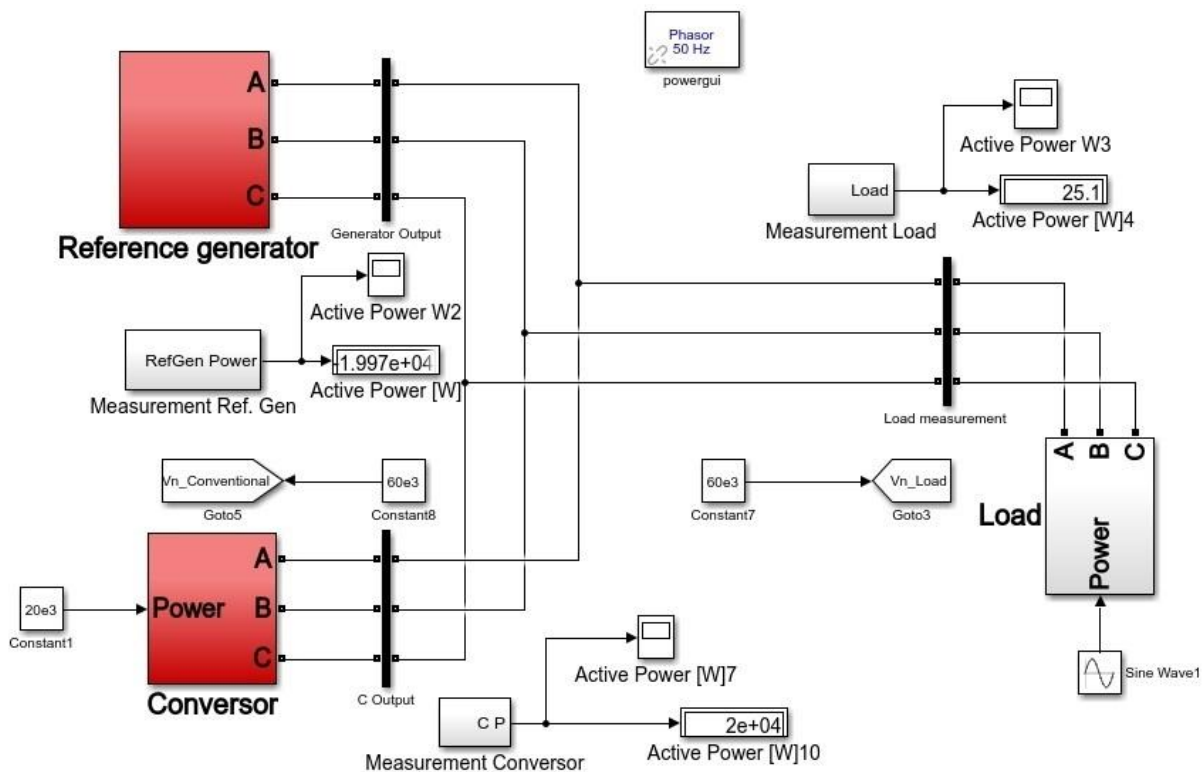 Phasor
50 Hz
powergui
A
B
C
Generator Output
Reference generator
Active Power W3
Load
25.1
Measurement Load
Active Power [W]4
Active Power W2
RefGen Power
-1.997e+04
Active Power [W]
Measurement Ref. Gen
Load measurement
A
B
C
Load
Power
Vn_Conventional
Goto5
60e3
Constant8
60e3
Constant7
Vn_Load
Goto3
A
Power
B
C
20e3
Constant1
Conversor
C Output
Active Power [W]7
Sine Wave1
C P
2e+04
Measurement Conversor
Active Power [W]10